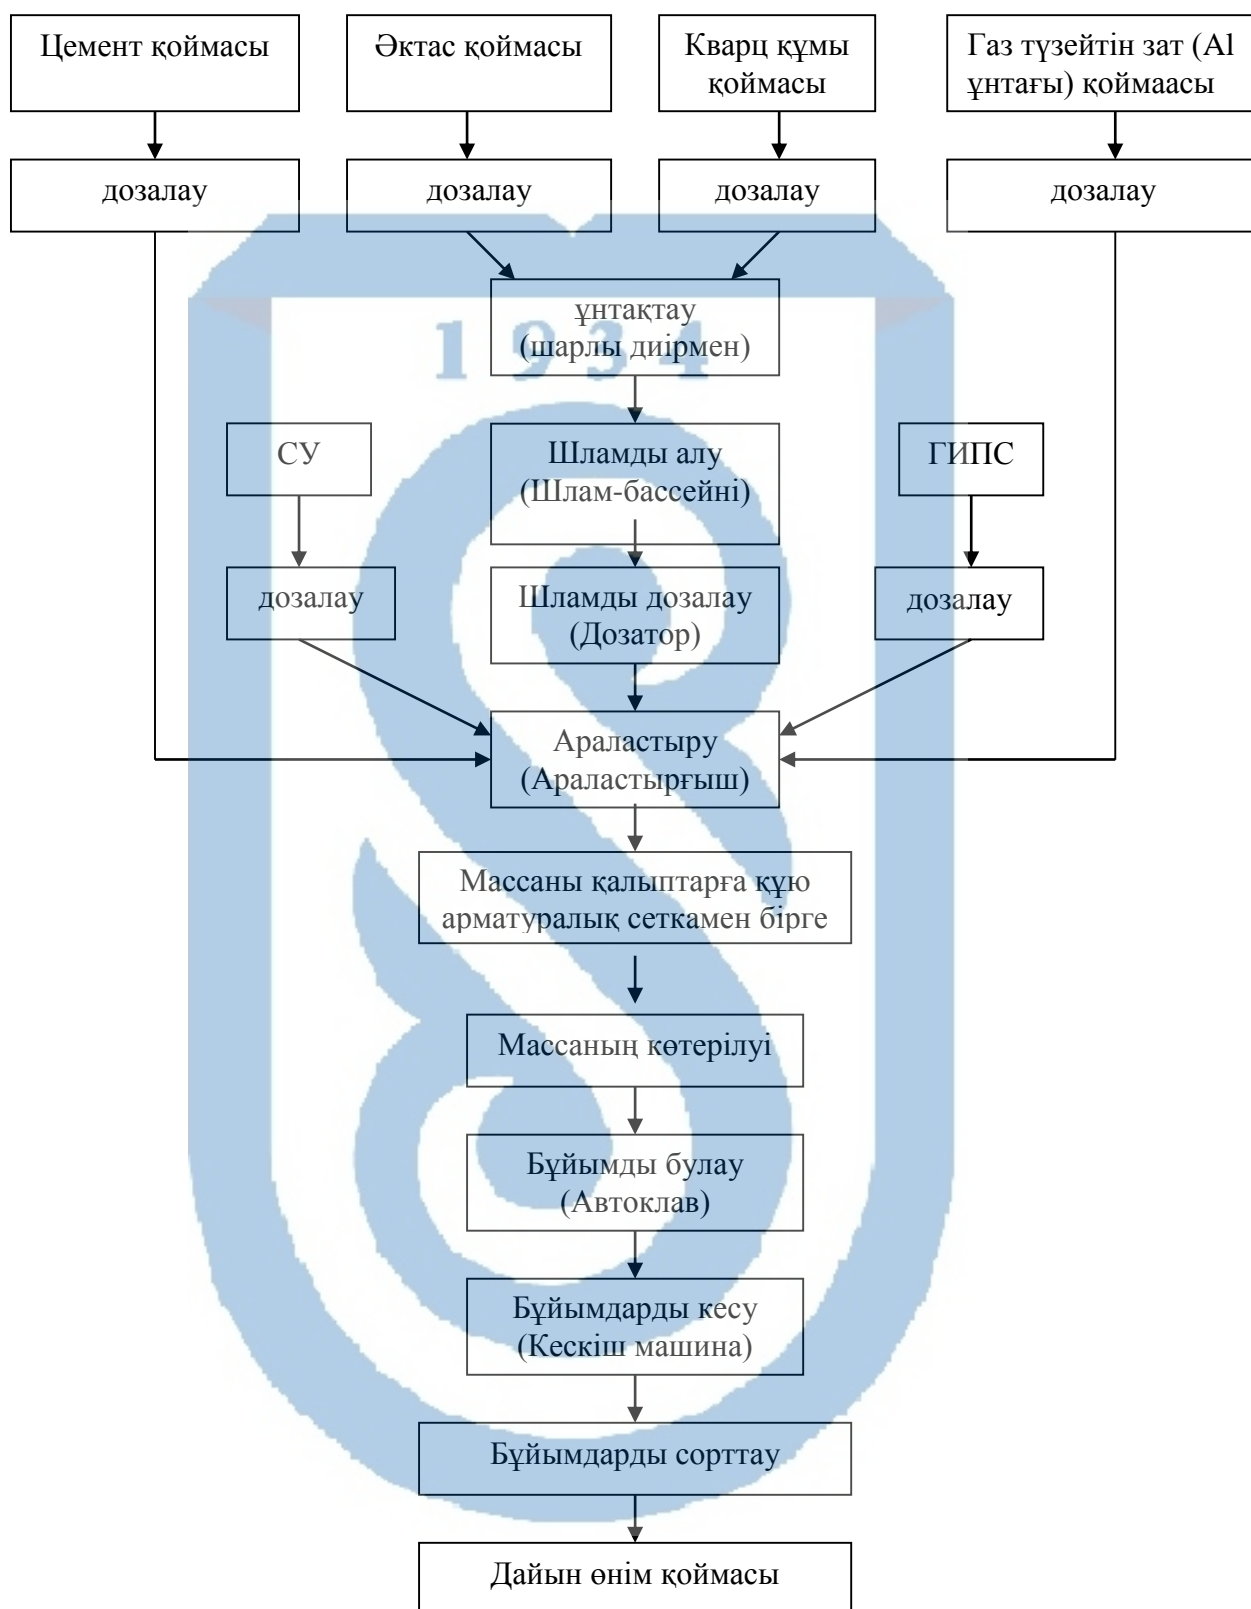 Цемент қоймасы
Әктас қоймасы
Кварц құмы
қоймасы
Газ түзейтін зат (Al
ұнтағы) қоймаасы
дозалау
дозалау
дозалау
дозалау
ұнтақтау
(шарлы диірмен)
1934
СУ
Шламды алу
(Шлам-бассейні)
ГИПС
дозалау
Шламды дозалау
(Дозатор)
дозалау
Араластыру
(Араластырғыш)
Массаны қалыптарға құю
арматуралық сеткамен бірге
Массаның көтерілуі
Бұйымды булау
(Автоклав)
Бұйымдарды кесу
(Кескіш машина)
Бұйымдарды сорттау
Дайын өнім қоймасы